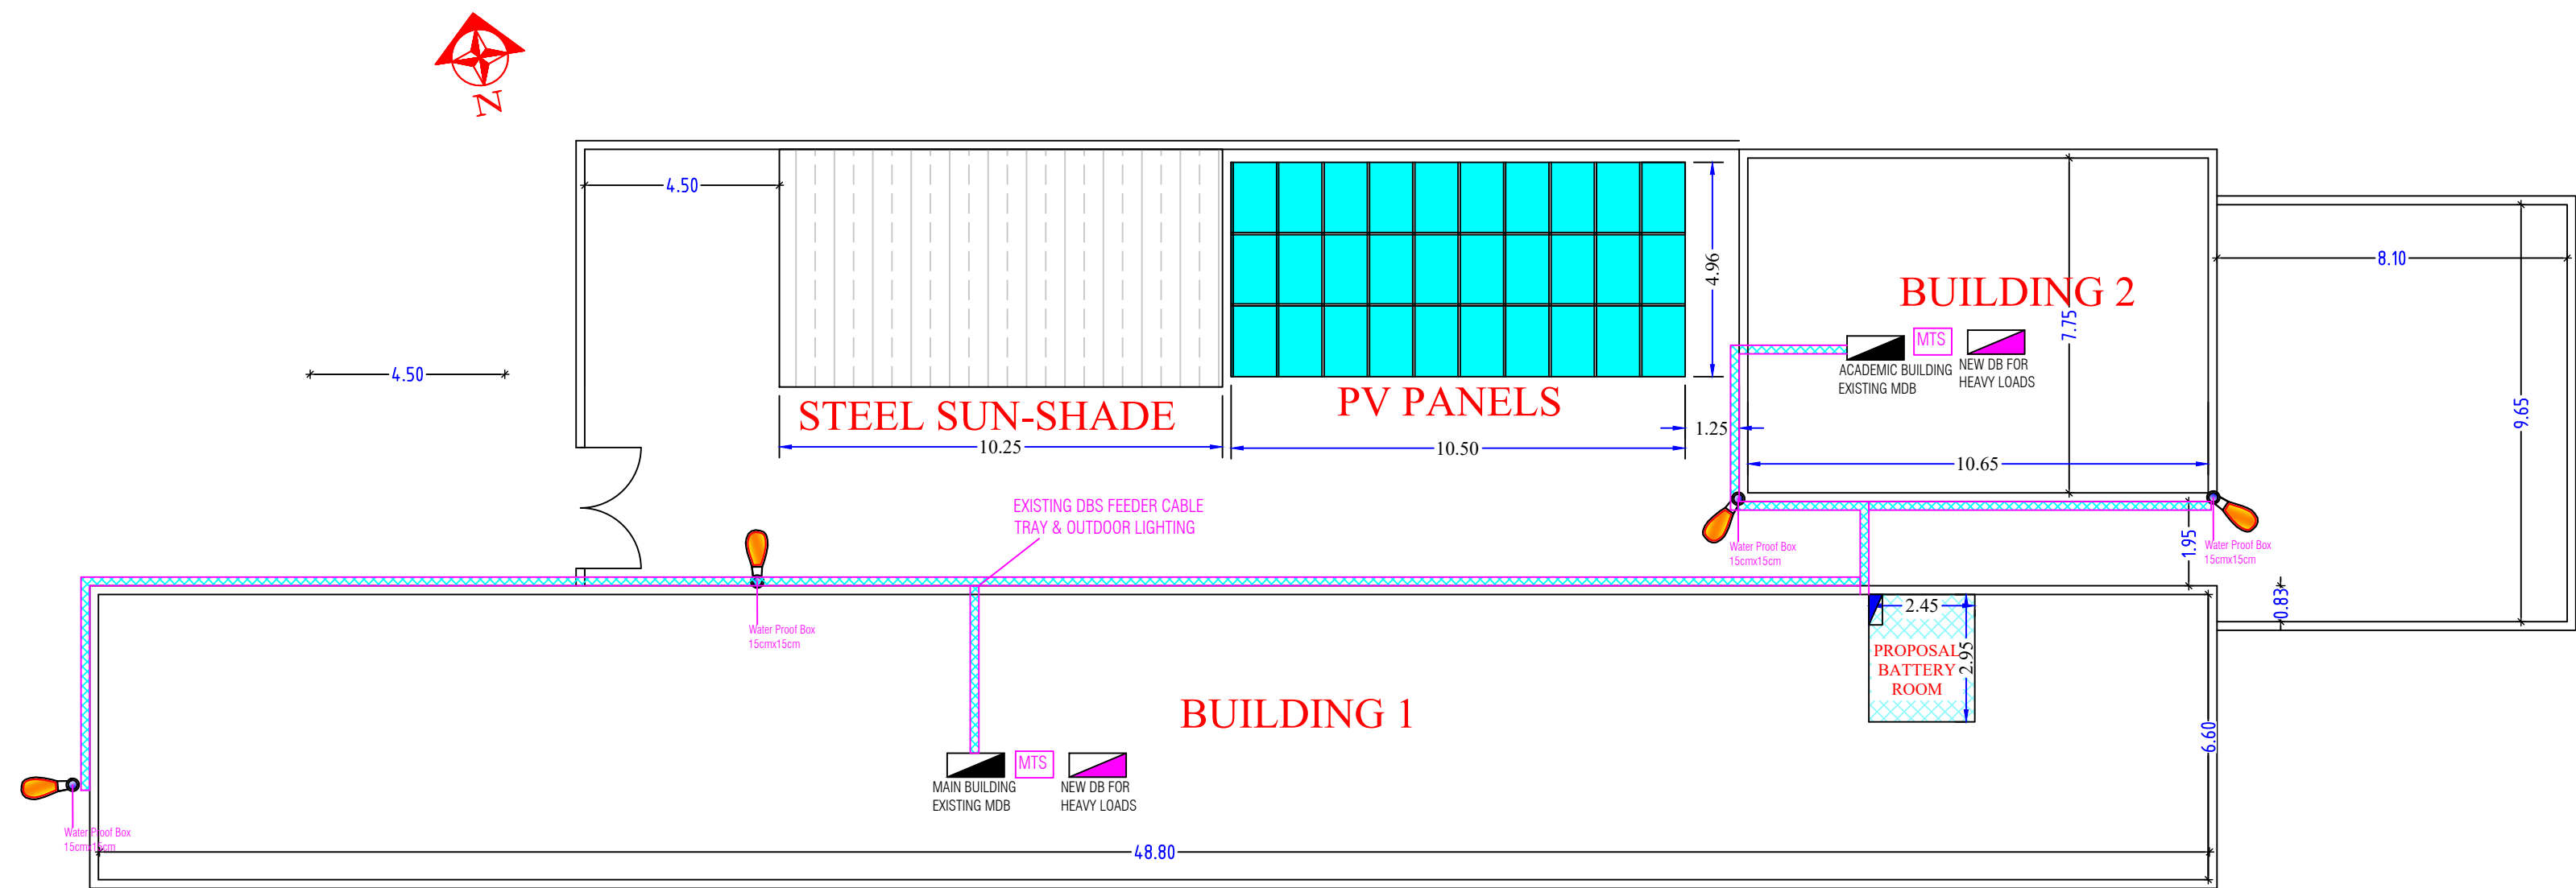 N
4.50
4.50
STEEL SUN-SHADE
10.25
PV PANELS
10.50
4.96
1.25
BUILDING 2
7.75
MTS
ACADEMIC BUILDING
EXISTING MDB
NEW DB FOR
HEAVY LOADS
10.65
8.10
9.65
EXISTING DBS FEEDER CABLE
TRAY & OUTDOOR LIGHTING
Water Proof Box
15cmx15cm
Water Proof Box
15cmx15cm
1.95
0.83
Water Proof Box
15cmx15cm
2.45
2.95
PROPOSAL
BATTERY
ROOM
BUILDING 1
6.60
MTS
MAIN BUILDING
EXISTING MDB
NEW DB FOR
HEAVY LOADS
Water Proof Box
15cmx15cm
48.80